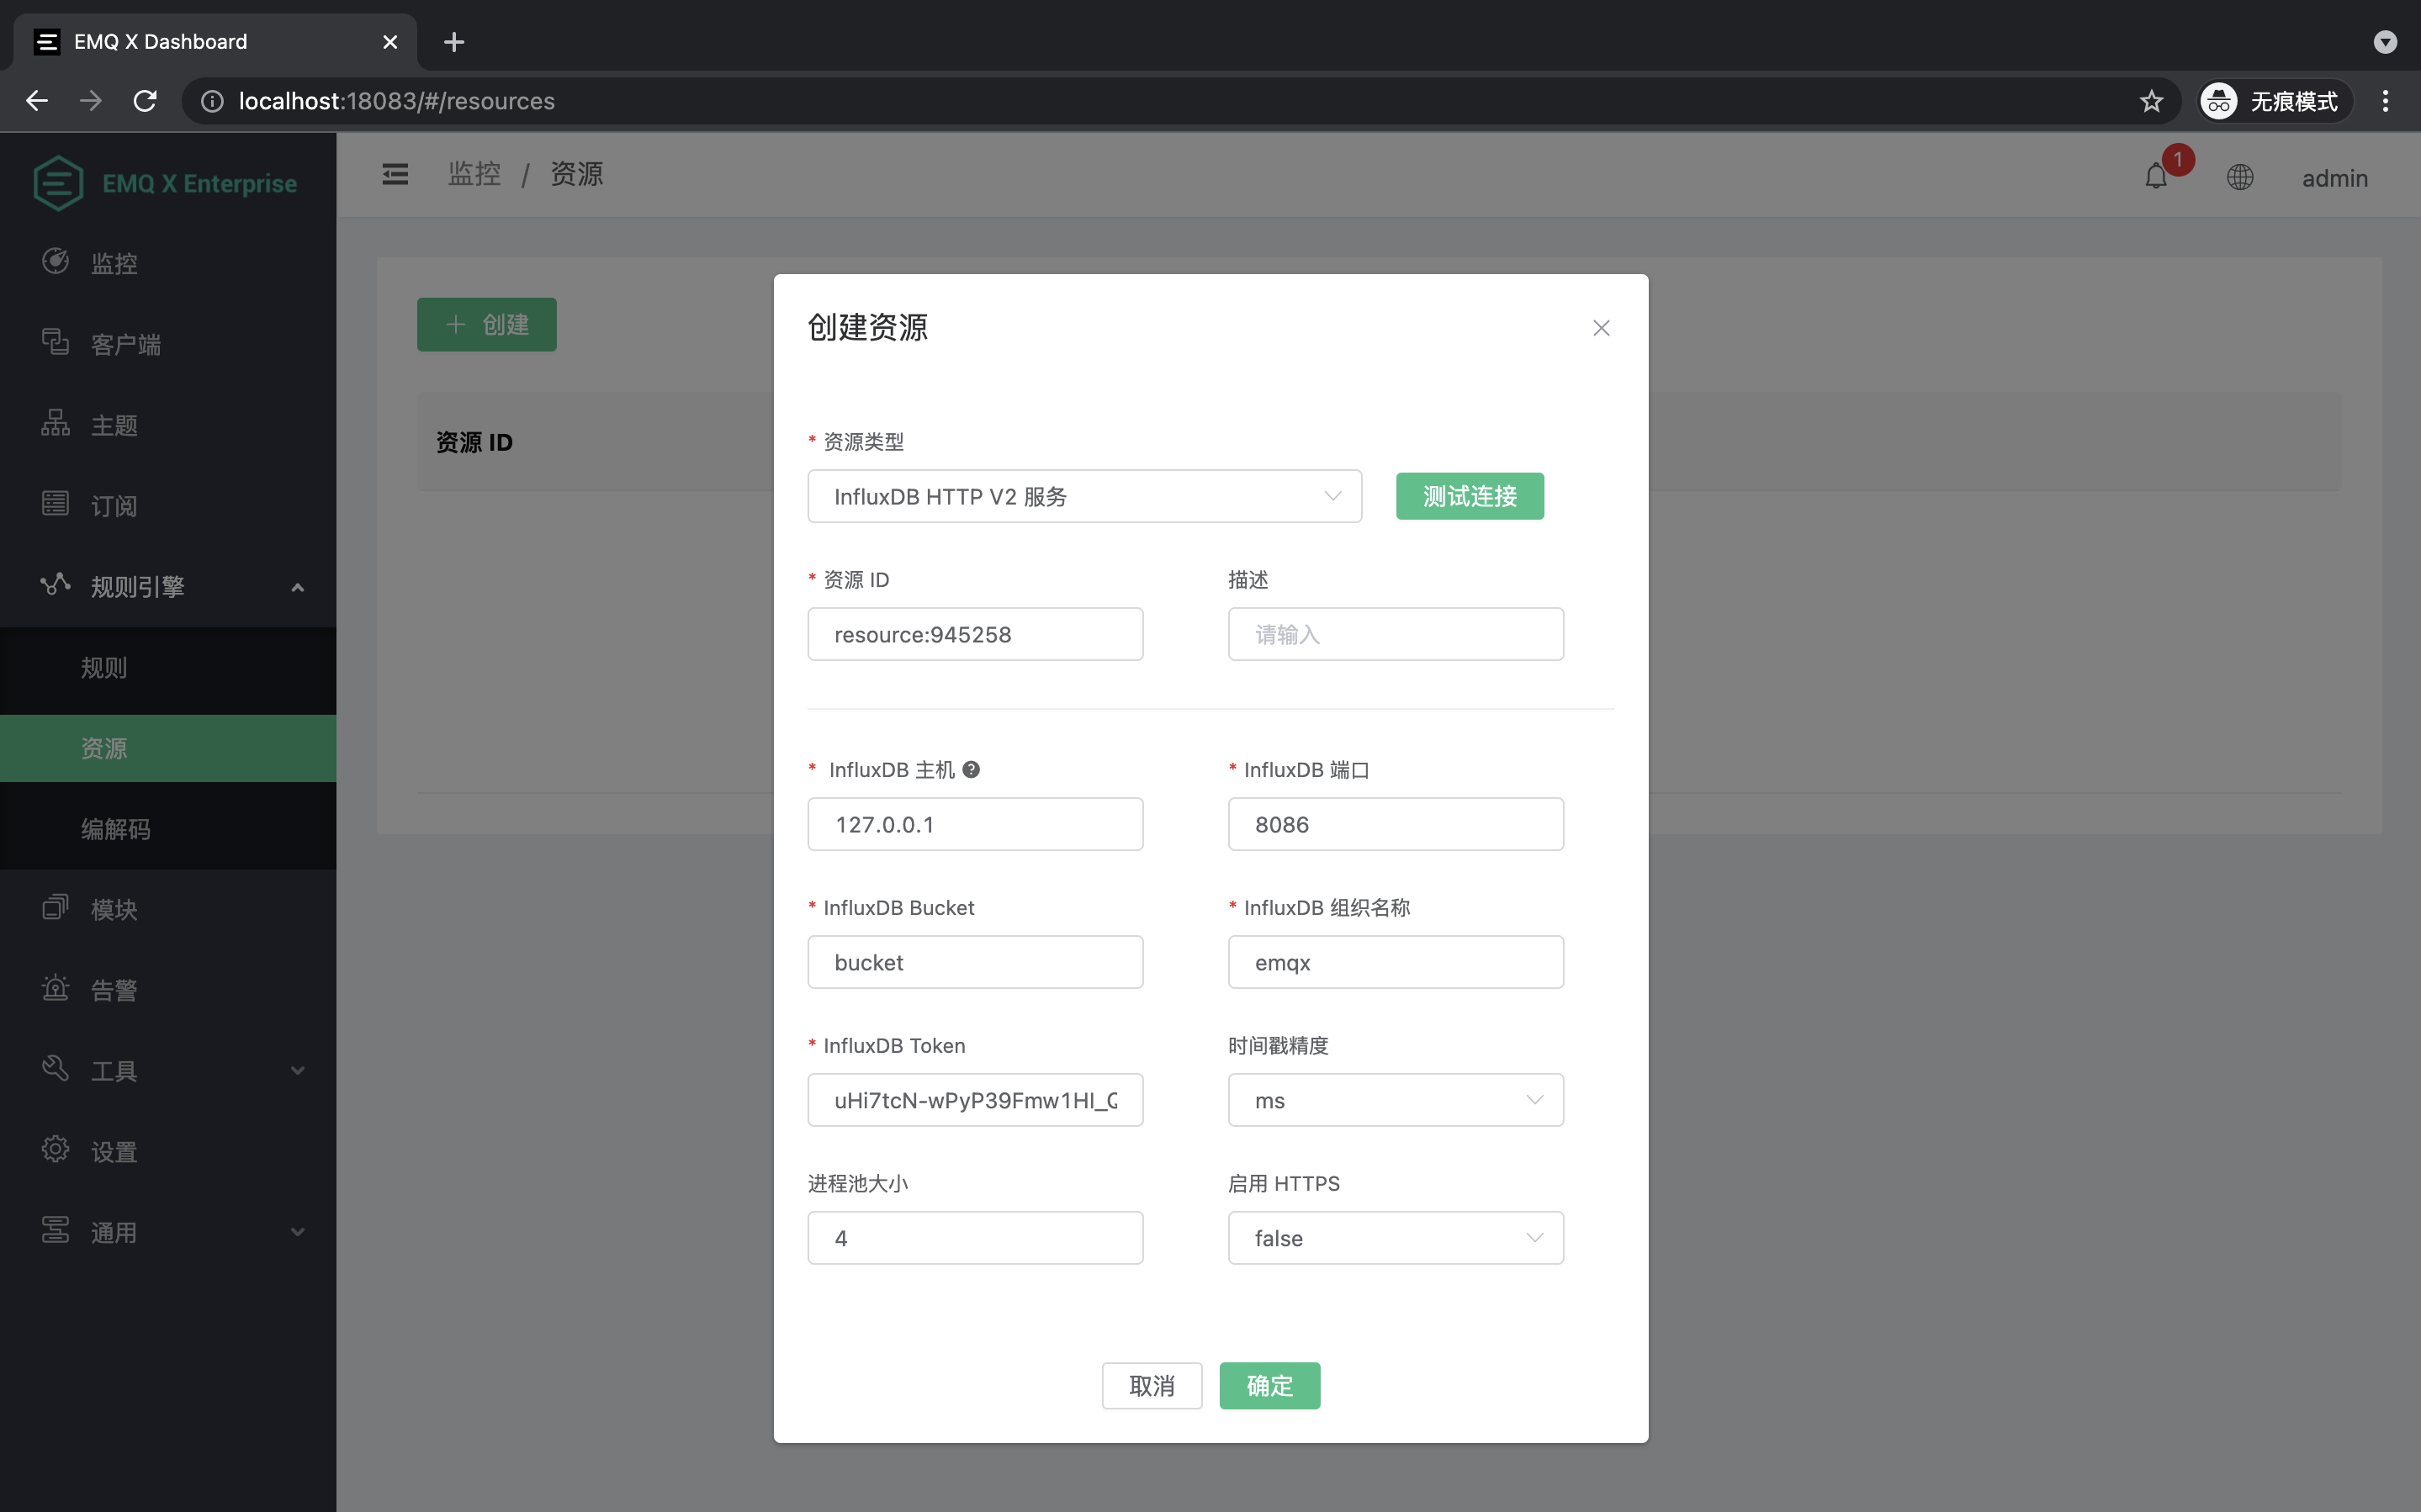 EMQ X Dashboard
localhost:18083/#/resources
无痕模式
EMQ X Enterprise
监控 / 资源
1
admin
监控
客户端
主题
订阅
规则引擎
规则
资源
编解码
模块
告警
工具
设置
通用
创建
资源 ID
创建资源
* 资源类型
InfluxDB HTTP V2 服务
测试连接
* 资源 ID
描述
resource:945258
请输入
* InfluxDB 主机
* InfluxDB 端口
127.0.0.1
8086
* InfluxDB Bucket
* InfluxDB 组织名称
bucket
emqx
* InfluxDB Token
时间戳精度
uHi7tcN-wPyP39Fmw1HI_
ms
进程池大小
启用 HTTPS
4
false
取消
确定